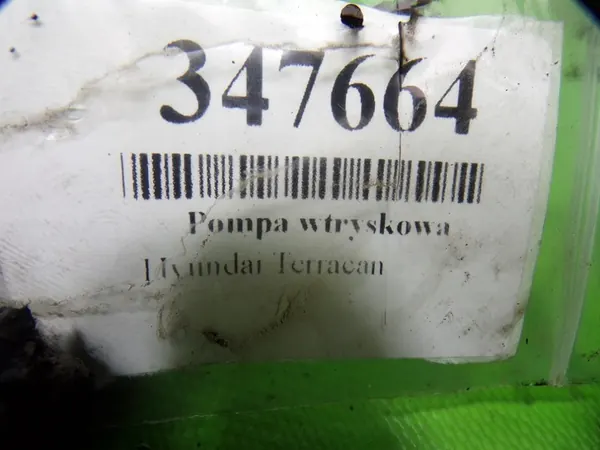 347664
Pompa wtryskowa
Hyundai Terracan